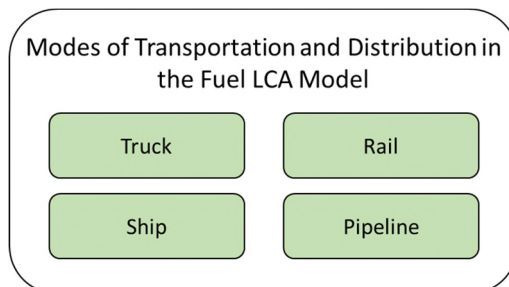 Modes of Transportation and Distribution in
the Fuel LCA Model
Truck
Rail
Ship
Pipeline